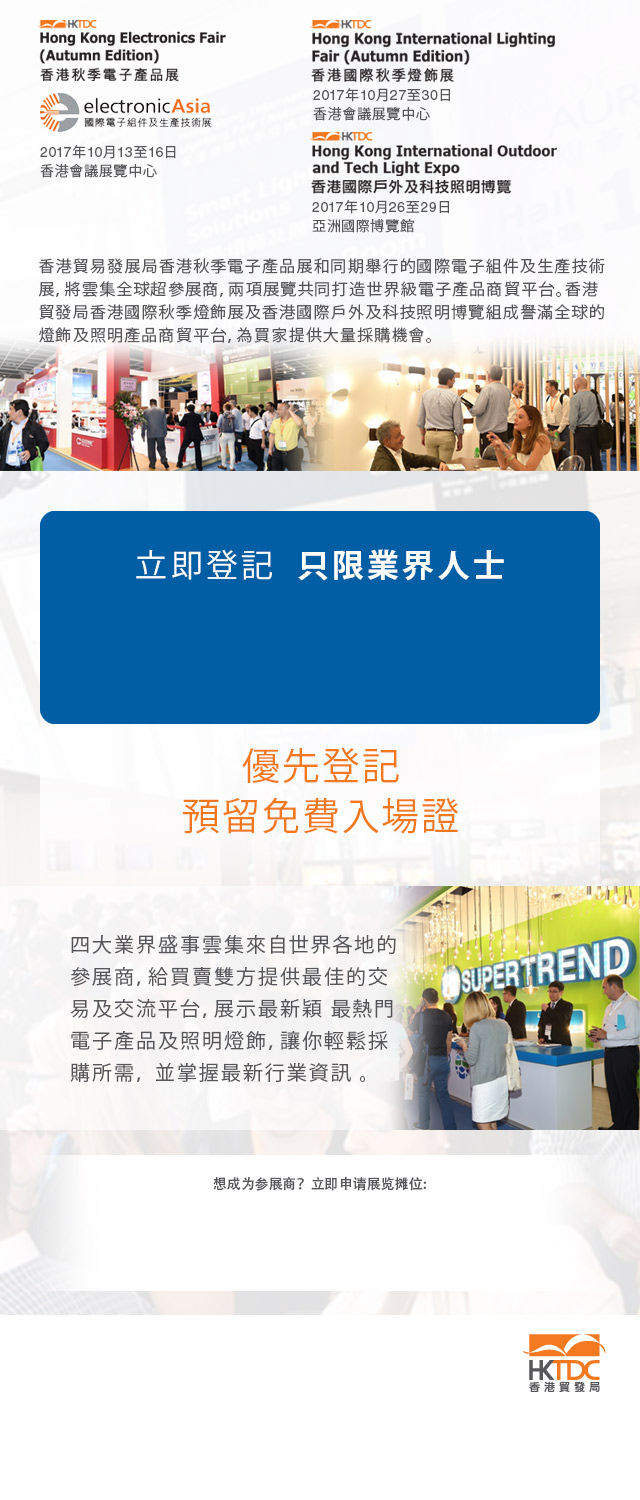 HKTDC
Hong Kong Electronics Fair
(Autumn Edition)
香港秋季電子產品展
electronicAsia
國際電子組件及生產技術展
2017年10月13至16日
香港會議展覽中心
HKTDC
Hong Kong International Lighting
Fair (Autumn Edition)
香港國際秋季燈飾展
2017年10月27至30日
香港會議展覽中心
HKTDC
Hong Kong International Outdoor
and Tech Light Expo
香港國際戶外及科技照明博覽
2017年10月26至29日
亞洲國際博覽館
香港貿易發展局香港秋季電子產品展和同期舉行的國際電子組件及生產技術
展, 將雲集全球超參展商, 兩項展覽共同打造世界級電子產品商貿平台。香港
貿發局香港國際秋季燈飾展及香港國際戶外及科技照明博覽組成譽滿全球的
燈飾及照明產品商貿平台, 為買家提供大量採購機會。
立即登記 只限業界人士
優先登記
預留免費入場證
四大業界盛事雲集來自世界各地的
參展商, 給買賣雙方提供最佳的交
易及交流平台, 展示最新穎 最熱門
電子產品及照明燈飾, 讓你輕鬆採
購所需, 並掌握最新行業資訊 。
SUPERTREND
想成为参展商? 立即申请展览摊位:
HKTDC
香港貿發局